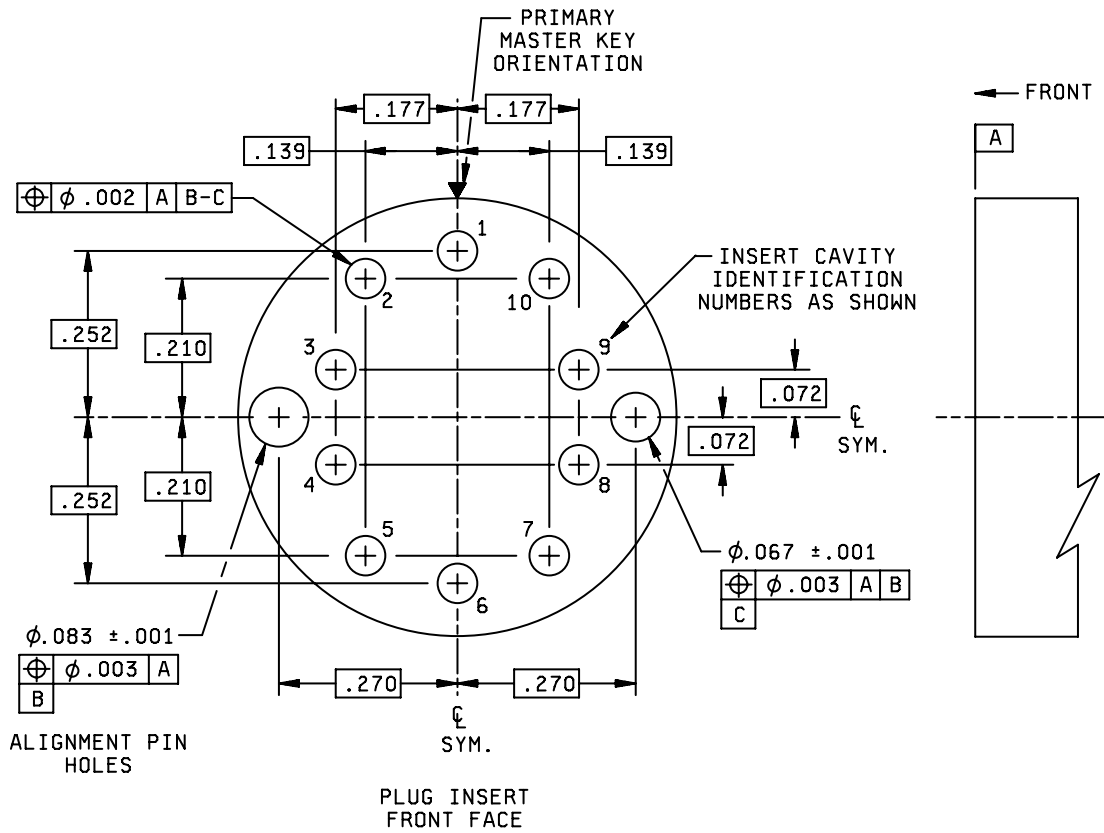 PRIMARY
MASTER KEY
ORIENTATION
FRONT
.177 .177
A
.139 .139
⌖ ⌀ .002 A B-C
1
INSERT CAVITY
IDENTIFICATION
NUMBERS AS SHOWN
2 10
.252
.210
3 9
.072
℄
SYM.
.072
4 8
.252
.210
5 7
⌀.067 ±.001
⌖ ⌀.003 A B
C
6
⌀.083 ±.001
⌖ ⌀.003 A
B
.270 .270
℄
SYM.
ALIGNMENT PIN
HOLES
PLUG INSERT
FRONT FACE